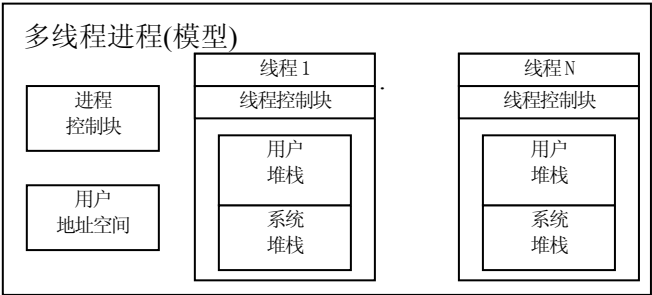 多线程进程(模型)
进程
控制块
用户
地址空间
线程1
线程控制块
用户
堆栈
系统
堆栈
.
线程N
线程控制块
用户
堆栈
系统
堆栈